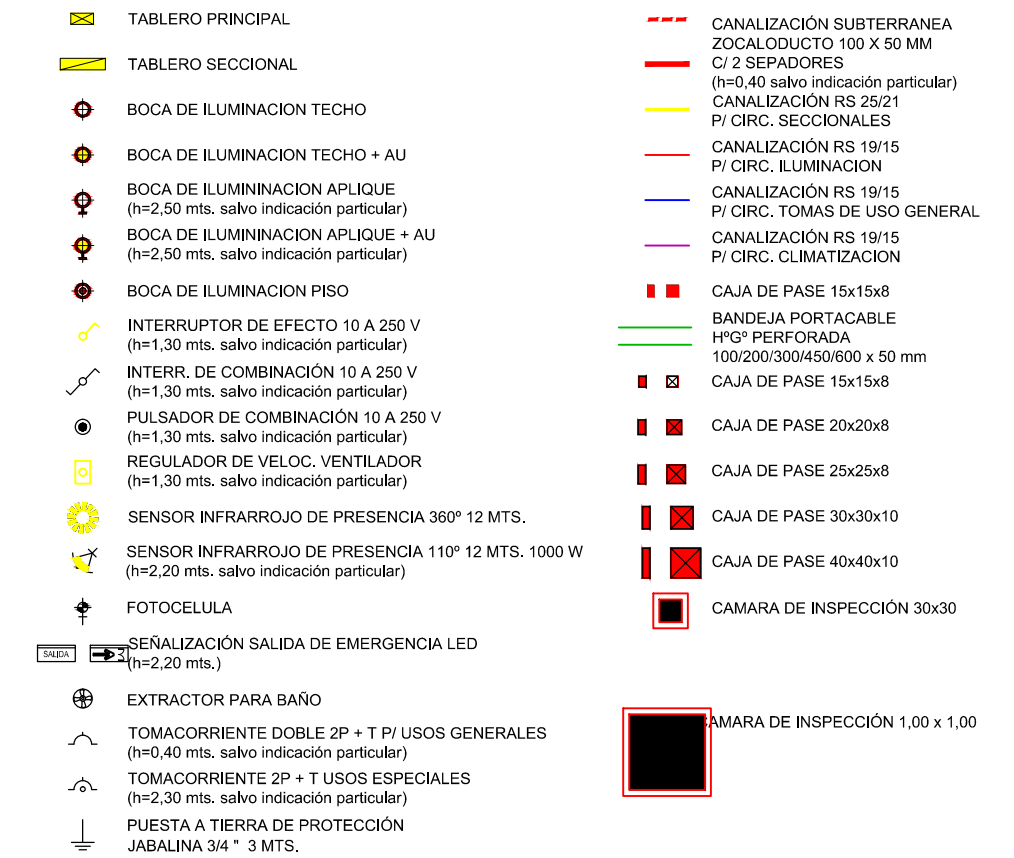 TABLERO PRINCIPAL
TABLERO SECCIONAL
BOCA DE ILUMINACION TECHO
BOCA DE ILUMINACION TECHO + AU
BOCA DE ILUMININACION APLIQUE
(h=2,50 mts. salvo indicación particular)
BOCA DE ILUMININACION APLIQUE + AU
(h=2,50 mts. salvo indicación particular)
BOCA DE ILUMINACION PISO
INTERRUPTOR DE EFECTO 10 A 250 V
(h=1,30 mts. salvo indicación particular)
INTERR. DE COMBINACIÓN 10 A 250 V
(h=1,30 mts. salvo indicación particular)
PULSADOR DE COMBINACIÓN 10 A 250 V
(h=1,30 mts. salvo indicación particular)
REGULADOR DE VELOC. VENTILADOR
(h=1,30 mts. salvo indicación particular)
SENSOR INFRARROJO DE PRESENCIA 360º 12 MTS.
SENSOR INFRARROJO DE PRESENCIA 110º 12 MTS. 1000 W
(h=2,20 mts. salvo indicación particular)
FOTOCELULA
SALIDA
SEÑALIZACIÓN SALIDA DE EMERGENCIA LED
(h=2,20 mts.)
EXTRACTOR PARA BAÑO
TOMACORRIENTE DOBLE 2P + T P/ USOS GENERALES
(h=0,40 mts. salvo indicación particular)
TOMACORRIENTE 2P + T USOS ESPECIALES
(h=2,30 mts. salvo indicación particular)
PUESTA A TIERRA DE PROTECCIÓN
JABALINA 3/4 " 3 MTS.
CANALIZACIÓN SUBTERRANEA
ZOCALODUCTO 100 X 50 MM
C/ 2 SEPADORES
(h=0,40 salvo indicación particular)
CANALIZACIÓN RS 25/21
P/ CIRC. SECCIONALES
CANALIZACIÓN RS 19/15
P/ CIRC. ILUMINACION
CANALIZACIÓN RS 19/15
P/ CIRC. TOMAS DE USO GENERAL
CANALIZACIÓN RS 19/15
P/ CIRC. CLIMATIZACION
CAJA DE PASE 15x15x8
BANDEJA PORTACABLE
HºGº PERFORADA
100/200/300/450/600 x 50 mm
CAJA DE PASE 15x15x8
CAJA DE PASE 20x20x8
CAJA DE PASE 25x25x8
CAJA DE PASE 30x30x10
CAJA DE PASE 40x40x10
CAMARA DE INSPECCIÓN 30x30
CAMARA DE INSPECCIÓN 1,00 x 1,00